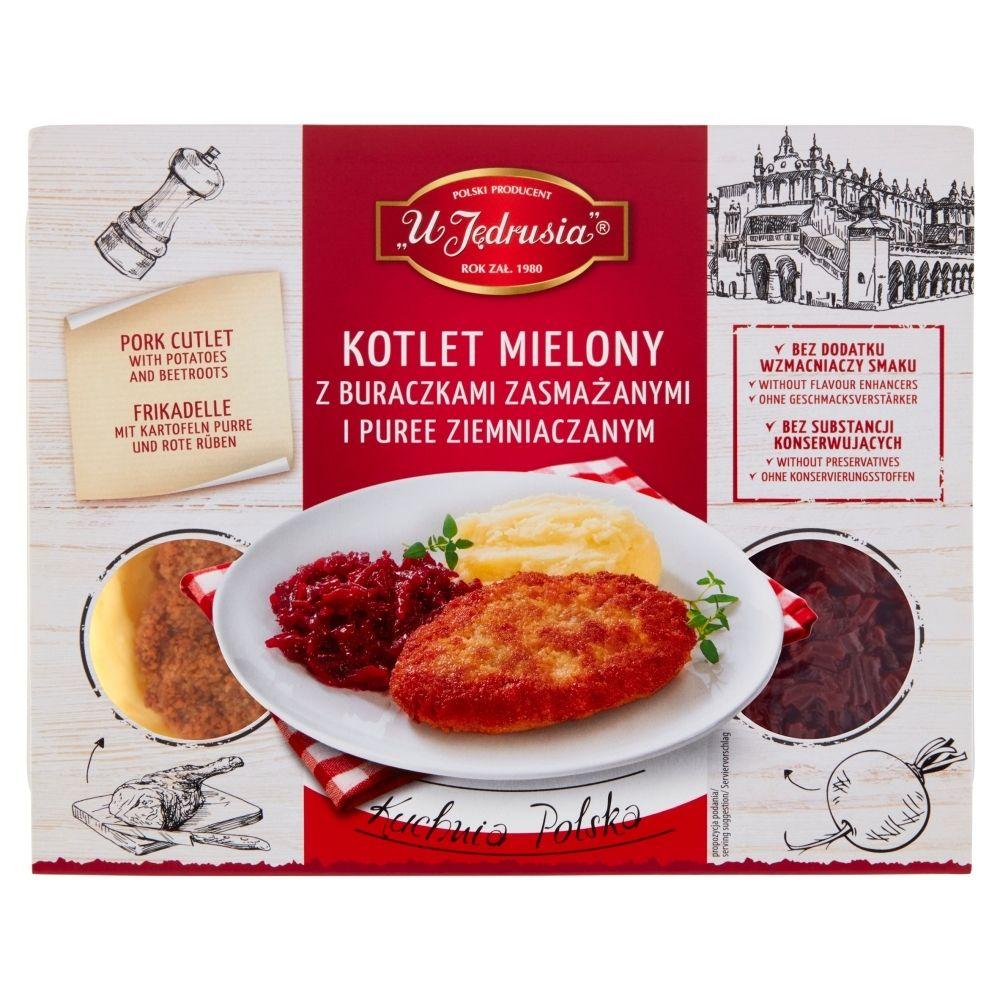 POLSKI PRODUCENT
„U Jędrusia"®
ROK ZAŁ. 1980
KOTLET MIELONY
Z BURACZKAMI ZASMAŻANYMI
I PUREE ZIEMNIACZANYM
PORK CUTLET
WITH POTATOES
AND BEETROOTS
FRIKADELLE
MIT KARTOFELN PURRE
UND ROTE RÜBEN
✓ BEZ DODATKU
WZMACNIACZY SMAKU
✓ WITHOUT FLAVOUR ENHANCERS
✓ OHNE GESCHMACKSVERSTÄRKER
✓ BEZ SUBSTANCJI
KONSERWUJĄCYCH
✓ WITHOUT PRESERVATIVES
✓ OHNE KONSERVIERUNGSSTOFFEN
Kuchnia Polska
propozycja podania/
serving suggestion/ Serviervorschlag